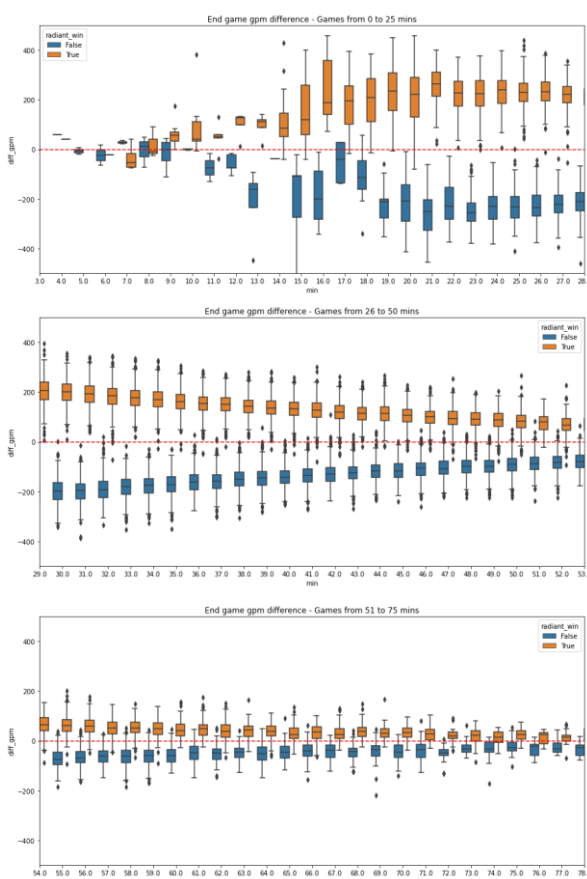 End game gpm difference - Games from 0 to 25 mins
radiant_win
False
True
400
200
0
−200
−400
diff_gpm
3.0 4.0 5.0 6.0 7.0 8.0 9.0 10.0 11.0 12.0 13.0 14.0 15.0 16.0 17.0 18.0 19.0 20.0 21.0 22.0 23.0 24.0 25.0 26.0 27.0 28.
min
End game gpm difference - Games from 26 to 50 mins
radiant_win
False
True
400
200
0
−200
−400
diff_gpm
29.0 30.0 31.0 32.0 33.0 34.0 35.0 36.0 37.0 38.0 39.0 40.0 41.0 42.0 43.0 44.0 45.0 46.0 47.0 48.0 49.0 50.0 51.0 52.0 53.
min
End game gpm difference - Games from 51 to 75 mins
radiant_win
False
True
400
200
0
−200
−400
diff_gpm
54.0 55.0 56.0 57.0 58.0 59.0 60.0 61.0 62.0 63.0 64.0 65.0 66.0 67.0 68.0 69.0 70.0 71.0 72.0 73.0 74.0 75.0 76.0 77.0 78